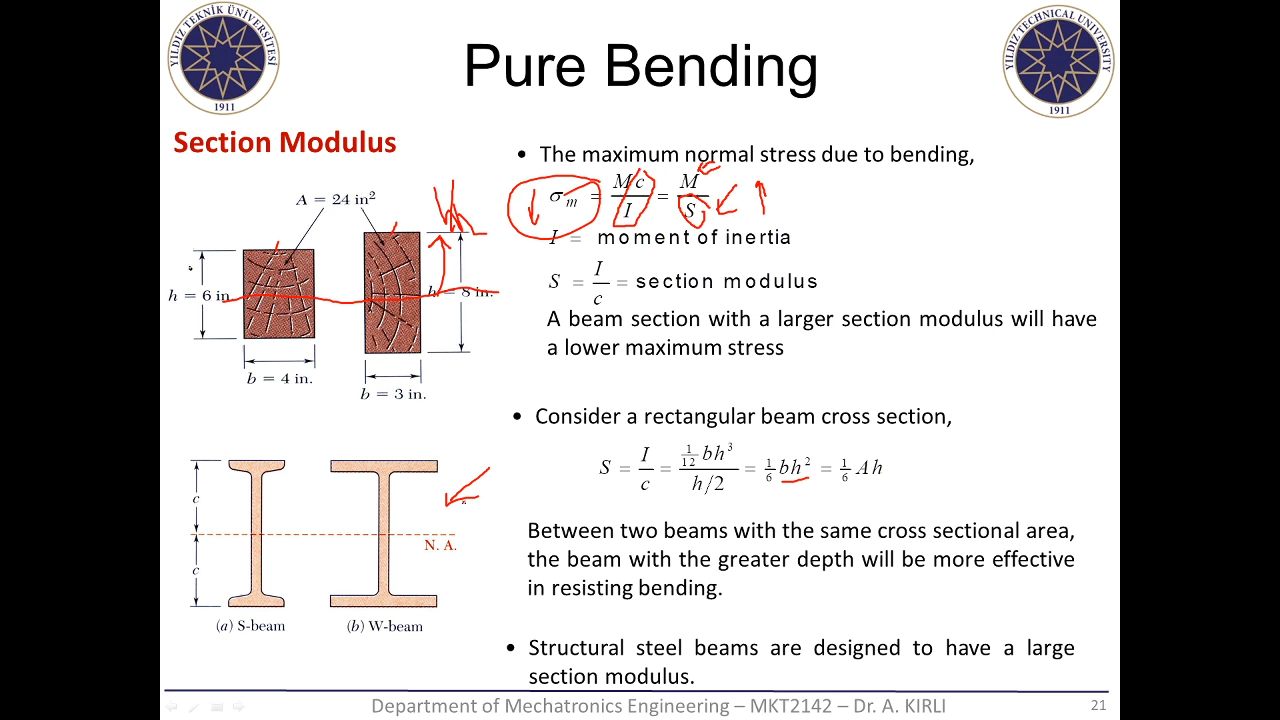 YILDIZ TEKNİK ÜNİVERSİTESİ
1911
Pure Bending
YILDIZ TECHNICAL UNIVERSITY
1911
Section Modulus
A = 24 in²
h = 6 in.
h = 8 in.
b = 4 in.
b = 3 in.
c
c
N. A.
(a) S-beam
(b) W-beam
• The maximum normal stress due to bending,
σm = Mc/I = M/S
I = moment of inertia
S = I/c = section modulus
A beam section with a larger section modulus will have
a lower maximum stress
• Consider a rectangular beam cross section,
S = I/c = (1/12 bh³)/(h/2) = 1/6 bh² = 1/6 Ah
Between two beams with the same cross sectional area,
the beam with the greater depth will be more effective
in resisting bending.
• Structural steel beams are designed to have a large
section modulus.
Department of Mechatronics Engineering – MKT2142 – Dr. A. KIRLI
21